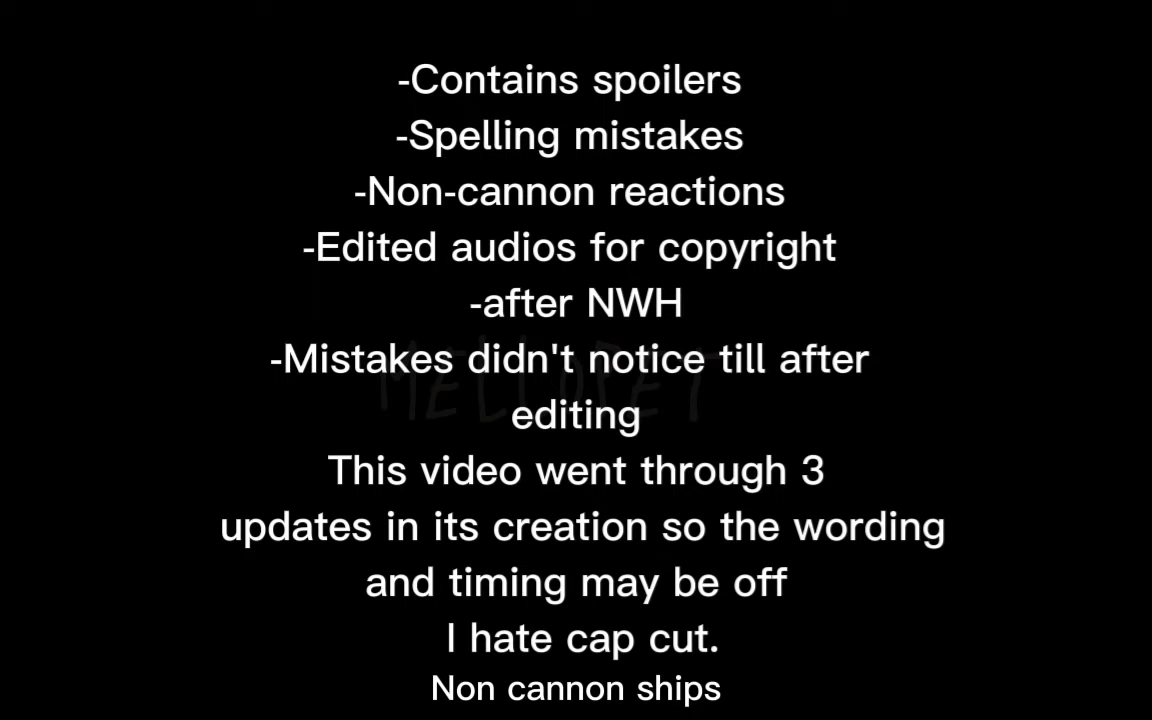 -Contains spoilers
-Spelling mistakes
-Non-cannon reactions
-Edited audios for copyright
-after NWH
-Mistakes didn't notice till after
editing
This video went through 3
updates in its creation so the wording
and timing may be off
I hate cap cut.
Non cannon ships